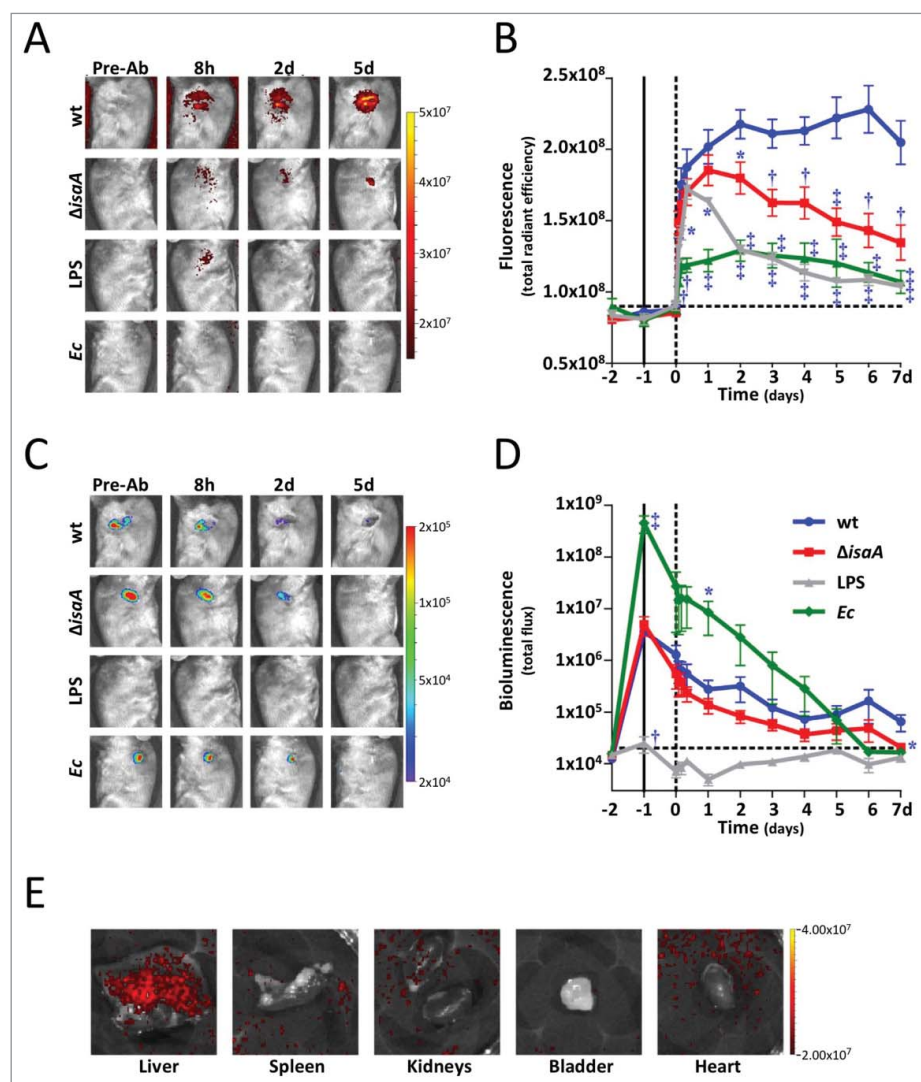 A
Pre-Ab 8h 2d 5d
wt
ΔisaA
LPS
Ec
5x10⁷
4x10⁷
3x10⁷
2x10⁷
B
Fluorescence
(total radiant efficiency)
2.5x10⁸
2.0x10⁸
1.5x10⁸
1.0x10⁸
0.5x10⁸
* † † ‡ † †
* * ‡ ‡ ‡ ‡ ‡ ‡
‡ ‡ ‡ ‡ ‡ ‡ ‡ ‡
-2 -1 0 1 2 3 4 5 6 7d
Time (days)
C
Pre-Ab 8h 2d 5d
wt
ΔisaA
LPS
Ec
2x10⁵
1x10⁵
5x10⁴
2x10⁴
D
Bioluminescence
(total flux)
1x10⁹
1x10⁸
1x10⁷
1x10⁶
1x10⁵
1x10⁴
‡
*
†
*
wt
ΔisaA
LPS
Ec
-2 -1 0 1 2 3 4 5 6 7d
Time (days)
E
Liver Spleen Kidneys Bladder Heart
4.00x10⁷
2.00x10⁷